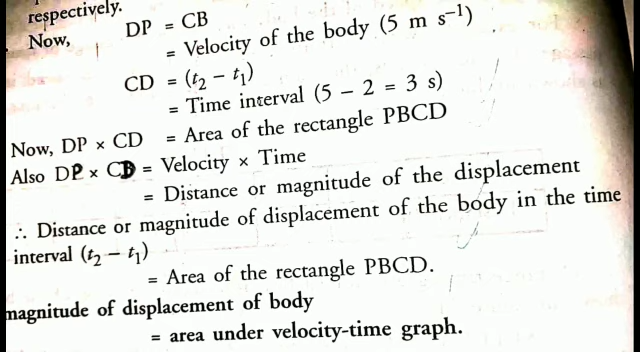 respectively.
Now, DP = CB
= Velocity of the body (5 m s⁻¹)
CD = (t₂ − t₁)
= Time interval (5 − 2 = 3 s)
Now, DP × CD = Area of the rectangle PBCD
Also DP × CD = Velocity × Time
= Distance or magnitude of the displacement
∴ Distance or magnitude of displacement of the body in the time
interval (t₂ − t₁)
= Area of the rectangle PBCD.
magnitude of displacement of body
= area under velocity-time graph.